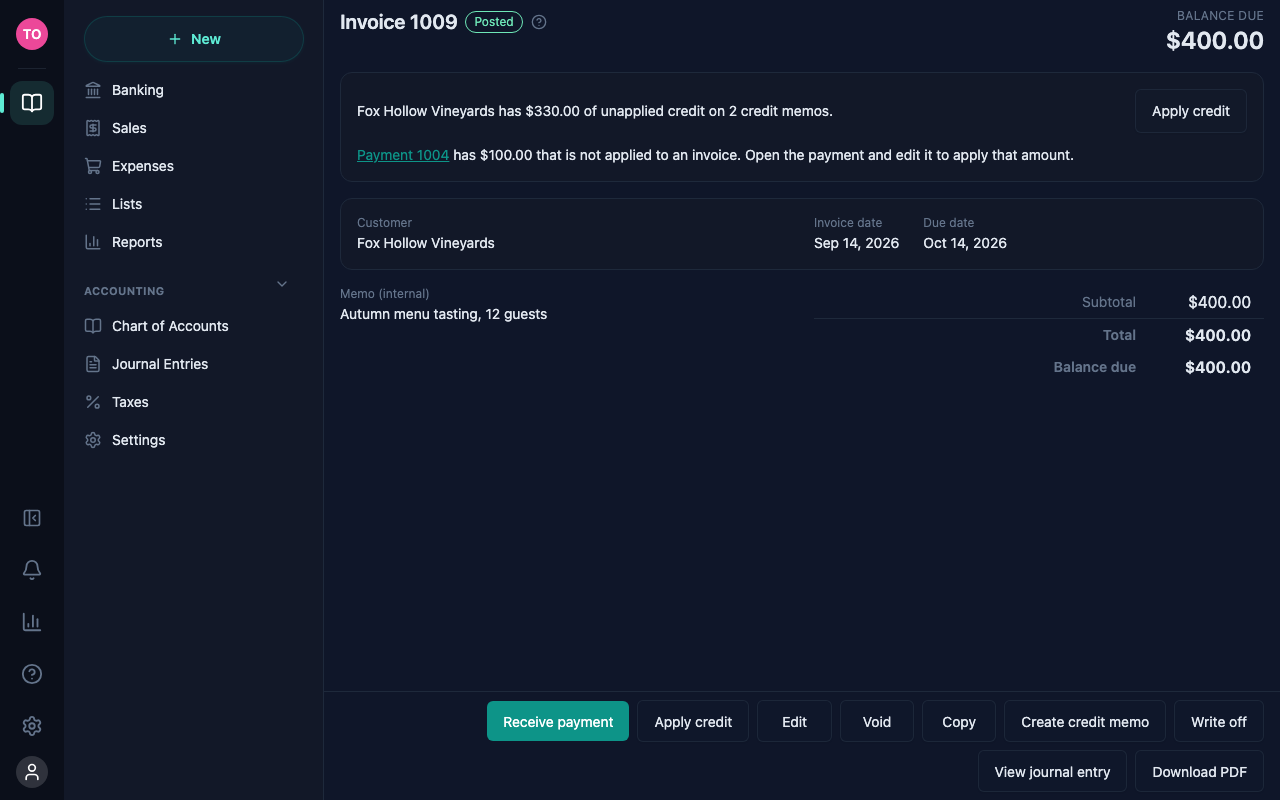 TO
New
Banking
Sales
Expenses
Lists
Reports
ACCOUNTING
Chart of Accounts
Journal Entries
Taxes
Settings
Invoice 1009
Posted
BALANCE DUE
$400.00
Fox Hollow Vineyards has $330.00 of unapplied credit on 2 credit memos.
Apply credit
Payment 1004 has $100.00 that is not applied to an invoice. Open the payment and edit it to apply that amount.
Customer
Fox Hollow Vineyards
Invoice date
Sep 14, 2026
Due date
Oct 14, 2026
Memo (internal)
Autumn menu tasting, 12 guests
Subtotal $400.00
Total $400.00
Balance due $400.00
Receive payment
Apply credit
Edit
Void
Copy
Create credit memo
Write off
View journal entry
Download PDF